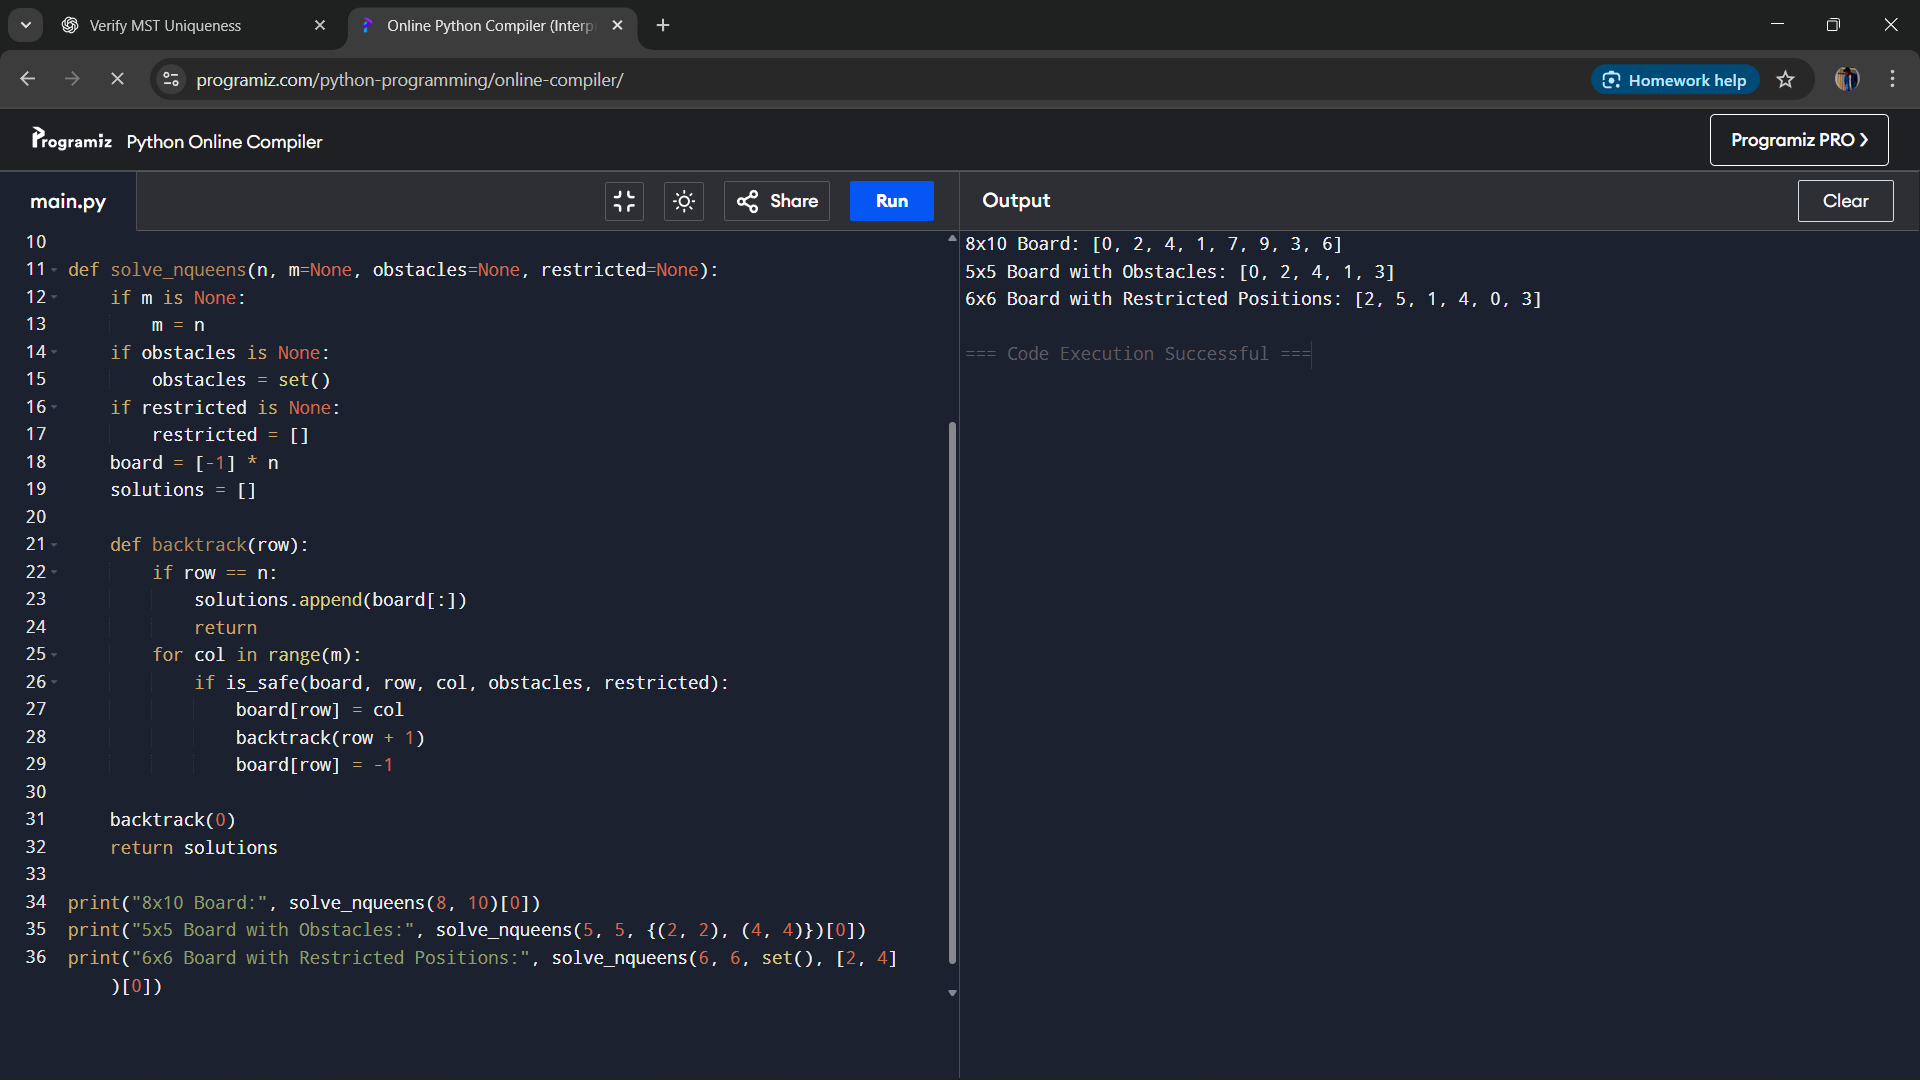 Verify MST Uniqueness
Online Python Compiler (Interp
programiz.com/python-programming/online-compiler/
Homework help
Programiz Python Online Compiler
Programiz PRO
main.py
Share
Run
Output
Clear
10
11 def solve_nqueens(n, m=None, obstacles=None, restricted=None):
12     if m is None:
13         m = n
14     if obstacles is None:
15         obstacles = set()
16     if restricted is None:
17         restricted = []
18     board = [-1] * n
19     solutions = []
20
21     def backtrack(row):
22         if row == n:
23             solutions.append(board[:])
24             return
25         for col in range(m):
26             if is_safe(board, row, col, obstacles, restricted):
27                 board[row] = col
28                 backtrack(row + 1)
29                 board[row] = -1
30
31     backtrack(0)
32     return solutions
33
34 print("8x10 Board:", solve_nqueens(8, 10)[0])
35 print("5x5 Board with Obstacles:", solve_nqueens(5, 5, {(2, 2), (4, 4)})[0])
36 print("6x6 Board with Restricted Positions:", solve_nqueens(6, 6, set(), [2, 4]
)[0])
8x10 Board: [0, 2, 4, 1, 7, 9, 3, 6]
5x5 Board with Obstacles: [0, 2, 4, 1, 3]
6x6 Board with Restricted Positions: [2, 5, 1, 4, 0, 3]
=== Code Execution Successful ===